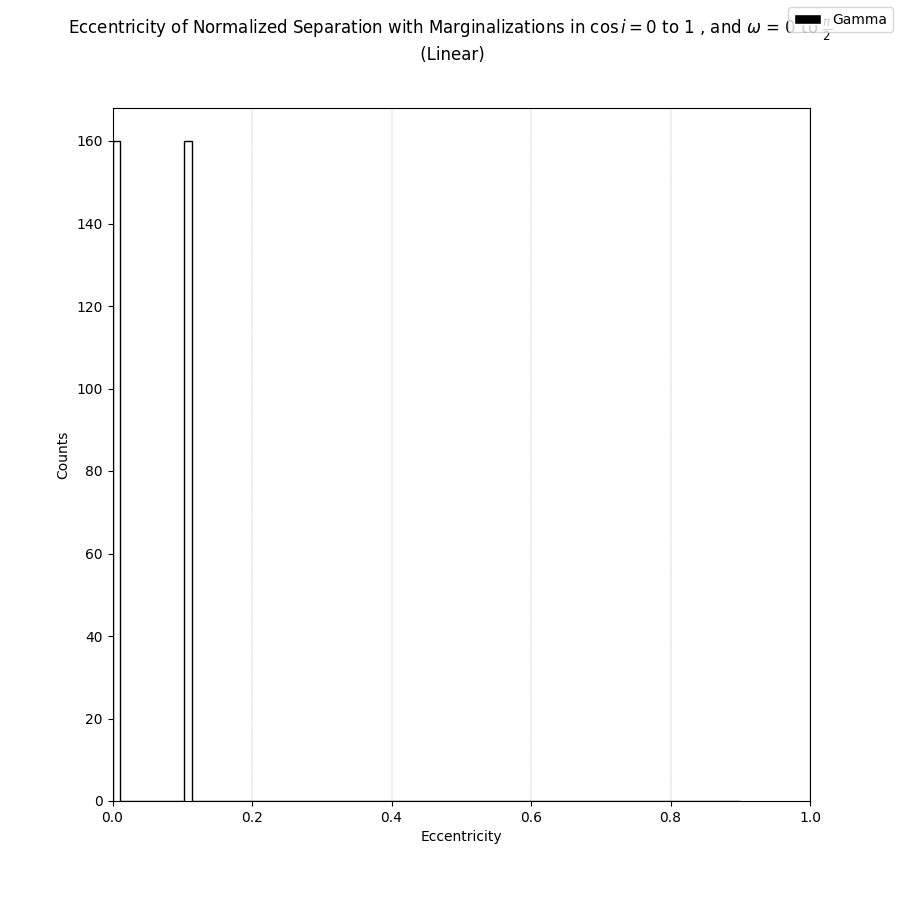 Eccentricity of Normalized Separation with Marginalizations in cos i = 0 to 1 , and ω = 0 to π/2
(Linear)
Gamma
160
140
120
100
80
60
40
20
0
Counts
0.0 0.2 0.4 0.6 0.8 1.0
Eccentricity